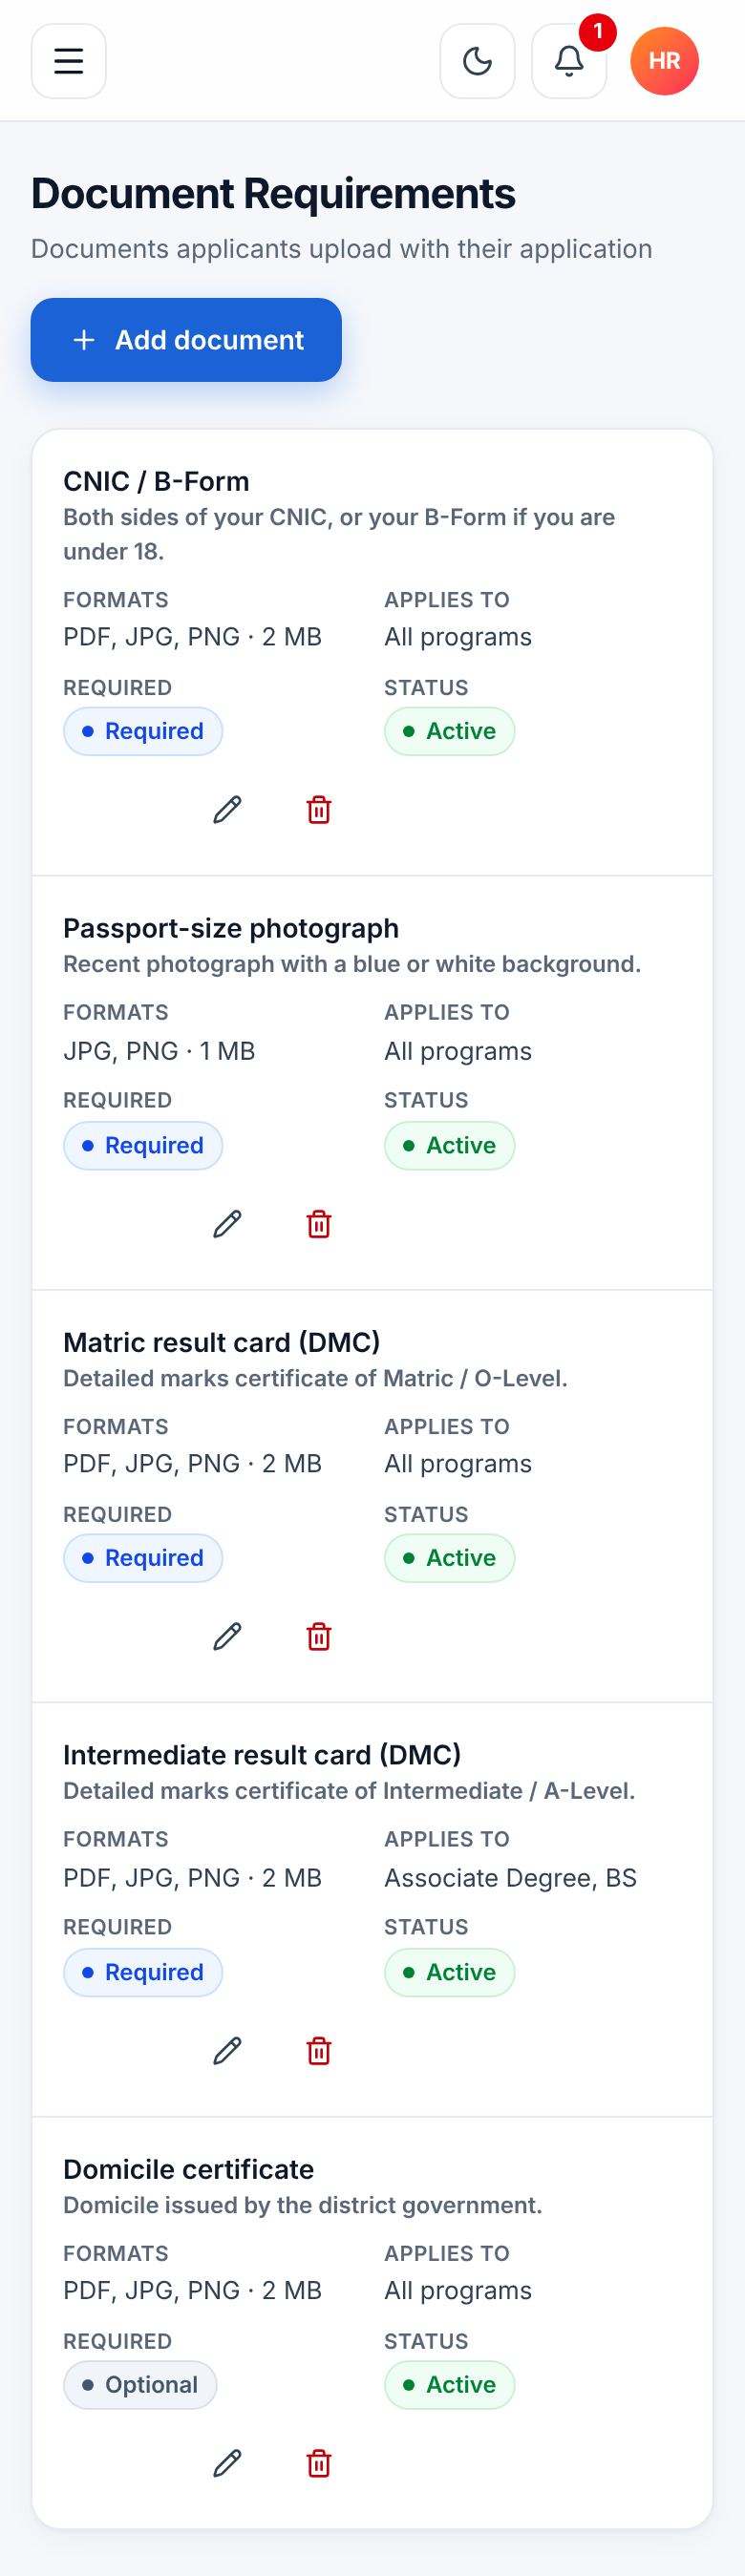 1
HR
Document Requirements
Documents applicants upload with their application
Add document
CNIC / B-Form
Both sides of your CNIC, or your B-Form if you are
under 18.
FORMATS
APPLIES TO
PDF, JPG, PNG · 2 MB
All programs
REQUIRED
STATUS
Required
Active
Passport-size photograph
Recent photograph with a blue or white background.
FORMATS
APPLIES TO
JPG, PNG · 1 MB
All programs
REQUIRED
STATUS
Required
Active
Matric result card (DMC)
Detailed marks certificate of Matric / O-Level.
FORMATS
APPLIES TO
PDF, JPG, PNG · 2 MB
All programs
REQUIRED
STATUS
Required
Active
Intermediate result card (DMC)
Detailed marks certificate of Intermediate / A-Level.
FORMATS
APPLIES TO
PDF, JPG, PNG · 2 MB
Associate Degree, BS
REQUIRED
STATUS
Required
Active
Domicile certificate
Domicile issued by the district government.
FORMATS
APPLIES TO
PDF, JPG, PNG · 2 MB
All programs
REQUIRED
STATUS
Optional
Active